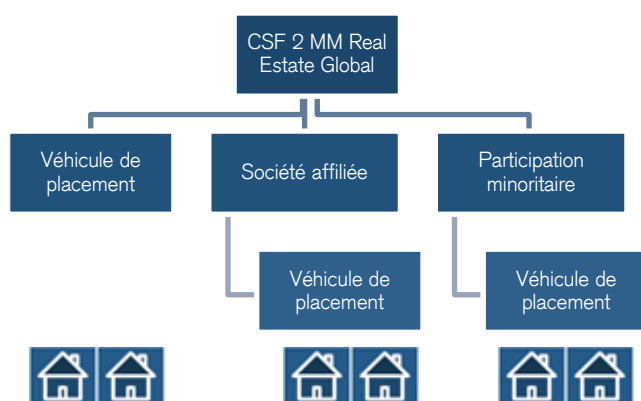 CSF 2 MM Real
Estate Global
Véhicule de
placement
Société affiliée
Participation
minoritaire
Véhicule de
placement
Véhicule de
placement